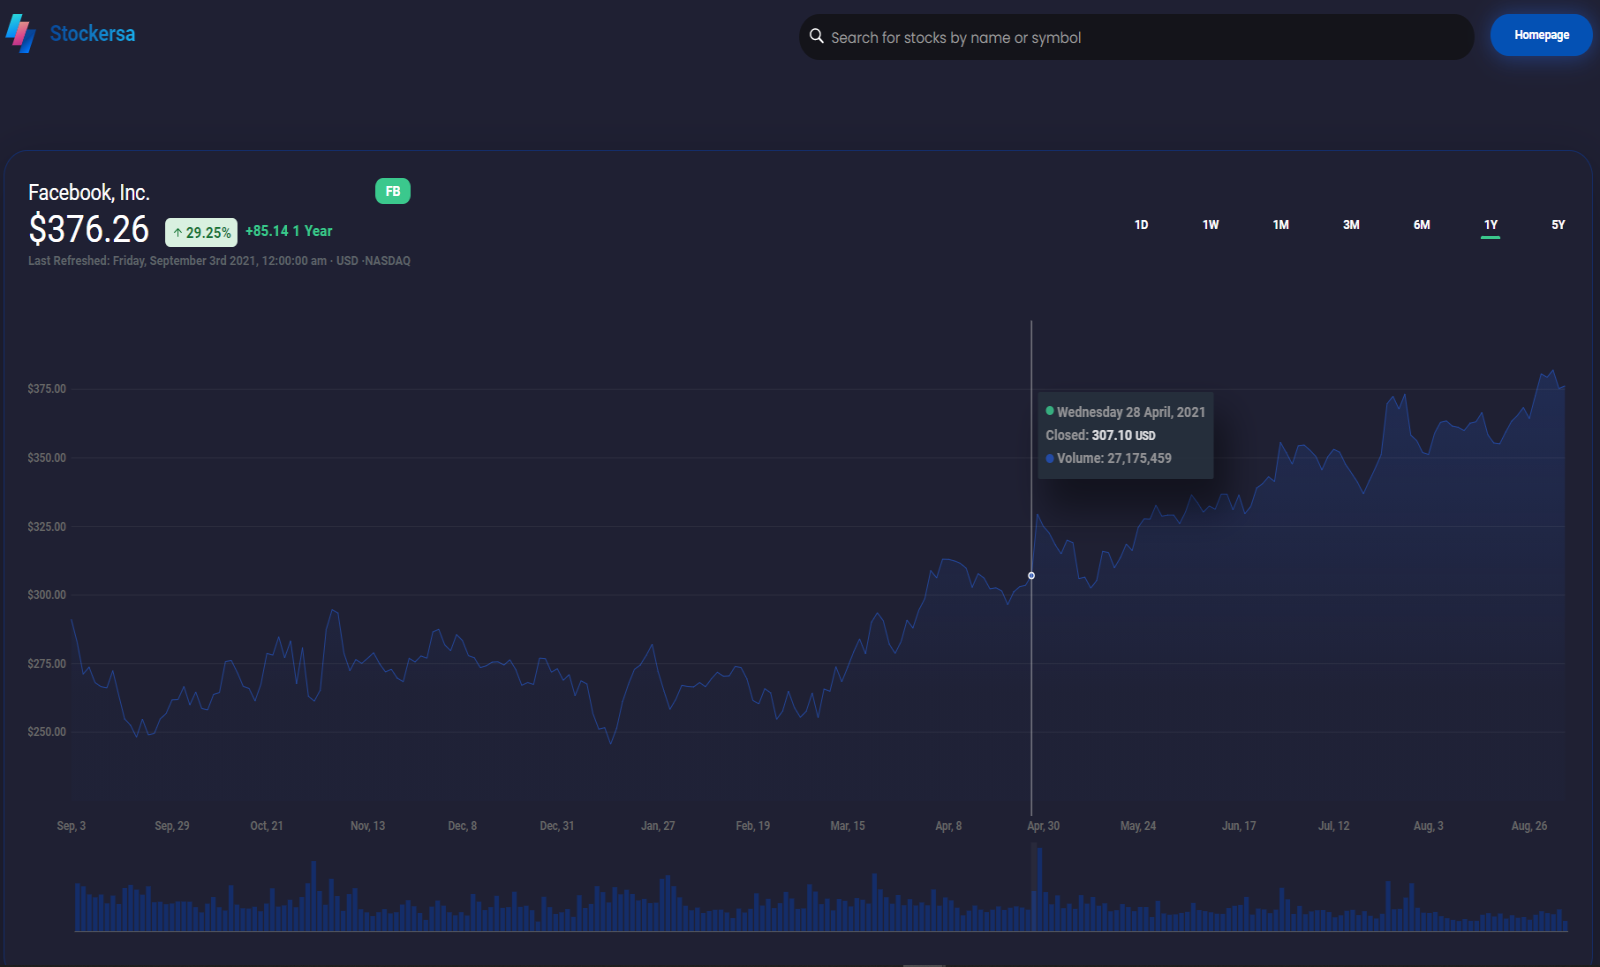 Stockersa
Search for stocks by name or symbol
Homepage
Facebook, Inc.
FB
$376.26
↑ 29.25%
+85.14 1 Year
Last Refreshed: Friday, September 3rd 2021, 12:00:00 am · USD ·NASDAQ
1D
1W
1M
3M
6M
1Y
5Y
$375.00
$350.00
$325.00
$300.00
$275.00
$250.00
Wednesday 28 April, 2021
Closed: 307.10 USD
Volume: 27,175,459
Sep, 3
Sep, 29
Oct, 21
Nov, 13
Dec, 8
Dec, 31
Jan, 27
Feb, 19
Mar, 15
Apr, 8
Apr, 30
May, 24
Jun, 17
Jul, 12
Aug, 3
Aug, 26